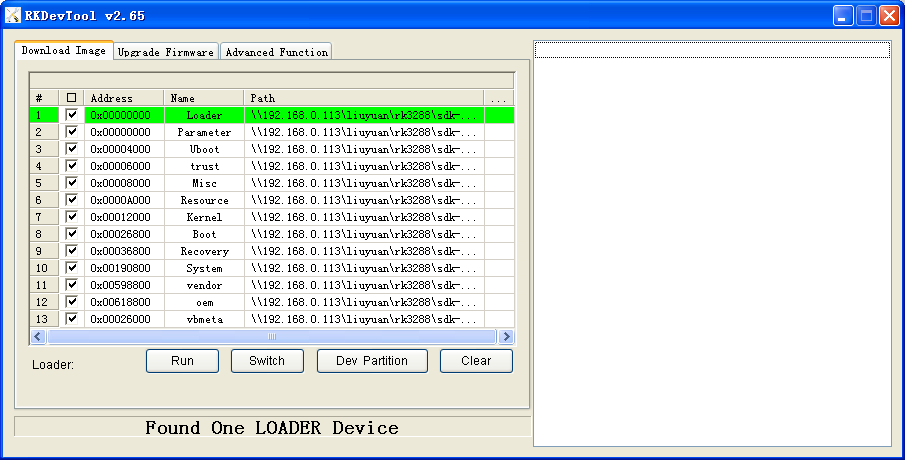 RKDevTool v2.65
Download Image Upgrade Firmware Advanced Function
# Address Name Path ...
1 0x00000000 Loader \\192.168.0.113\liuyuan\rk3288\sdk-...
2 0x00000000 Parameter \\192.168.0.113\liuyuan\rk3288\sdk-...
3 0x00004000 Uboot \\192.168.0.113\liuyuan\rk3288\sdk-...
4 0x00006000 trust \\192.168.0.113\liuyuan\rk3288\sdk-...
5 0x00008000 Misc \\192.168.0.113\liuyuan\rk3288\sdk-...
6 0x0000A000 Resource \\192.168.0.113\liuyuan\rk3288\sdk-...
7 0x00012000 Kernel \\192.168.0.113\liuyuan\rk3288\sdk-...
8 0x00026800 Boot \\192.168.0.113\liuyuan\rk3288\sdk-...
9 0x00036800 Recovery \\192.168.0.113\liuyuan\rk3288\sdk-...
10 0x00190800 System \\192.168.0.113\liuyuan\rk3288\sdk-...
11 0x00598800 vendor \\192.168.0.113\liuyuan\rk3288\sdk-...
12 0x00618800 oem \\192.168.0.113\liuyuan\rk3288\sdk-...
13 0x00026000 vbmeta \\192.168.0.113\liuyuan\rk3288\sdk-...
Loader: Run Switch Dev Partition Clear
Found One LOADER Device